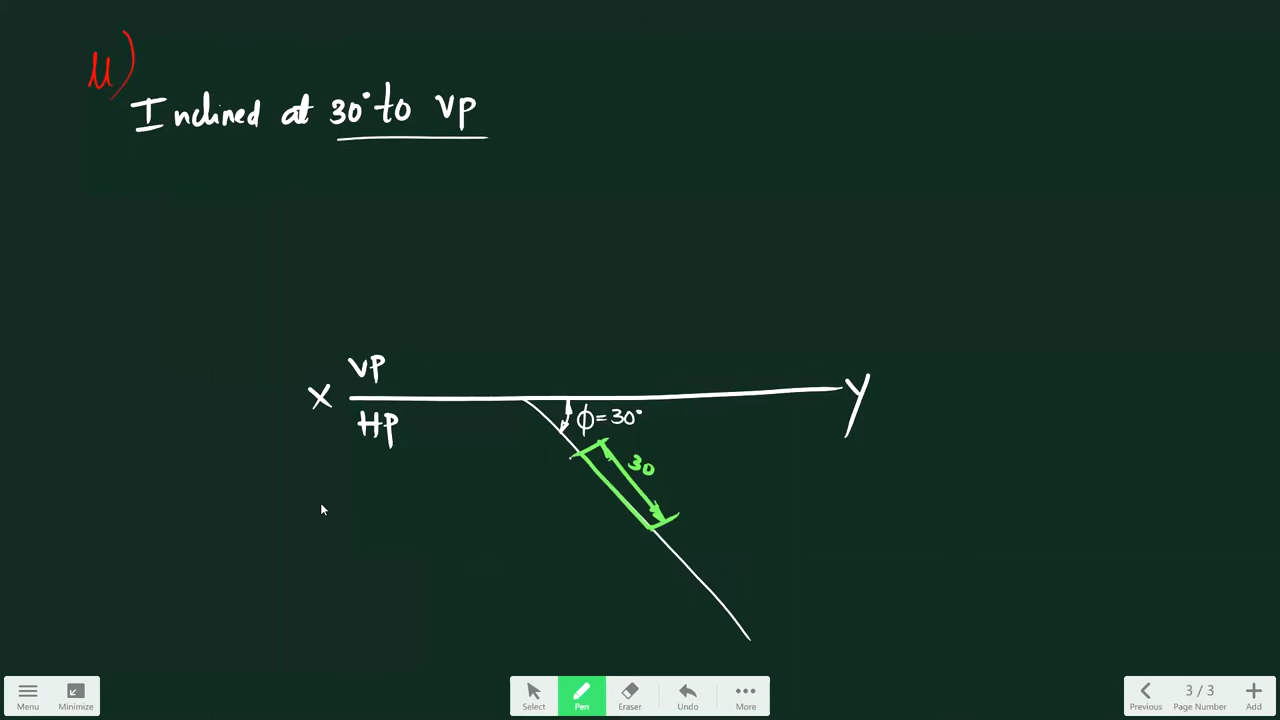 11)
Inclined at 30° to VP
VP
X
Y
HP
ϕ=30°
30
Menu
Minimize
Select
Pen
Eraser
Undo
More
Previous
3 / 3
Page Number
Add